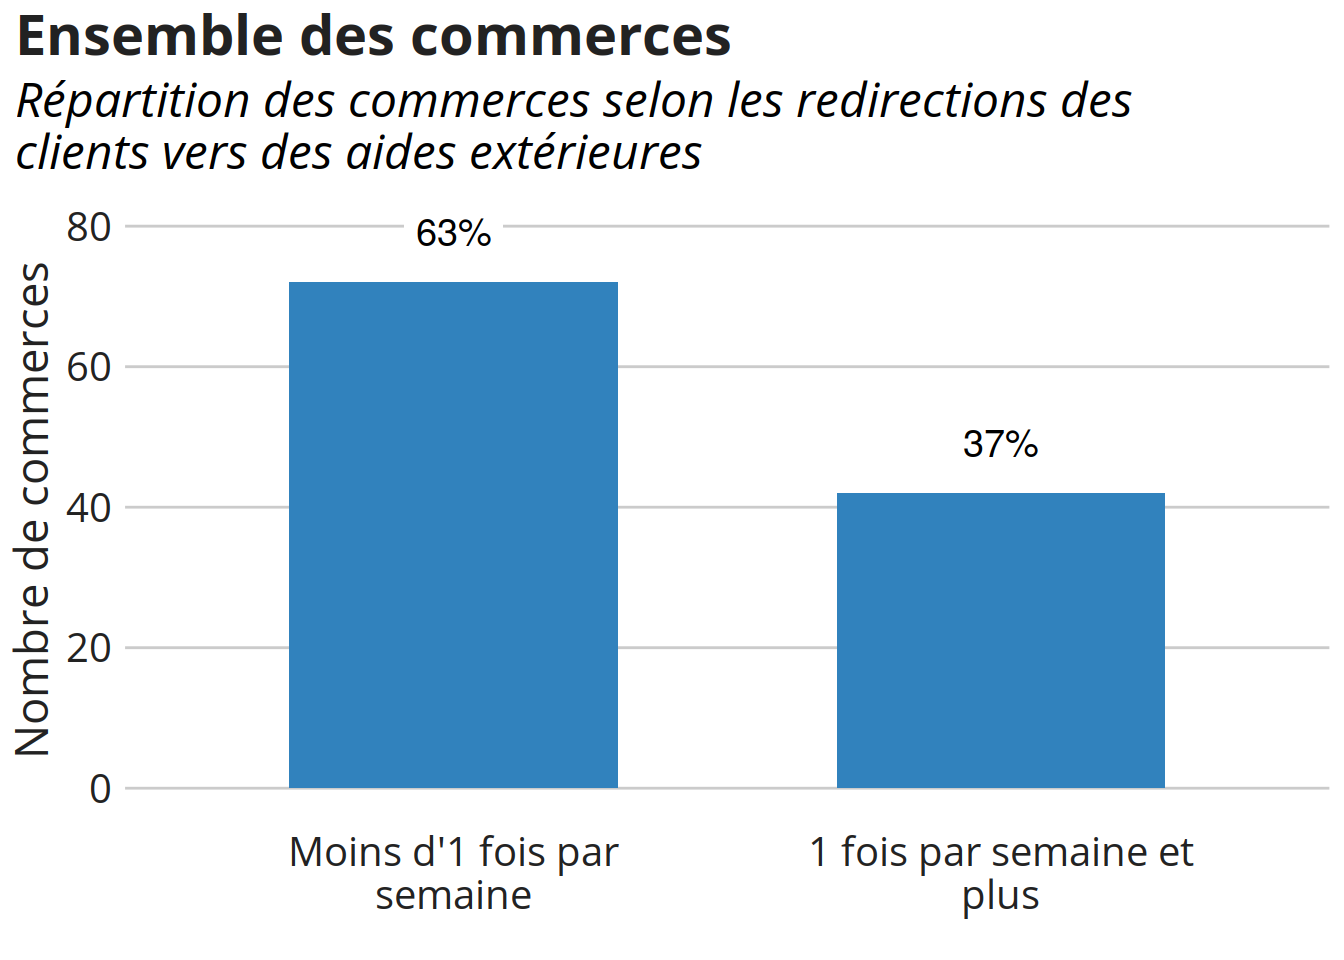 Ensemble des commerces
Répartition des commerces selon les redirections des
clients vers des aides extérieures
Nombre de commerces
80
60
40
20
0
63%
37%
Moins d'1 fois par
semaine
1 fois par semaine et
plus